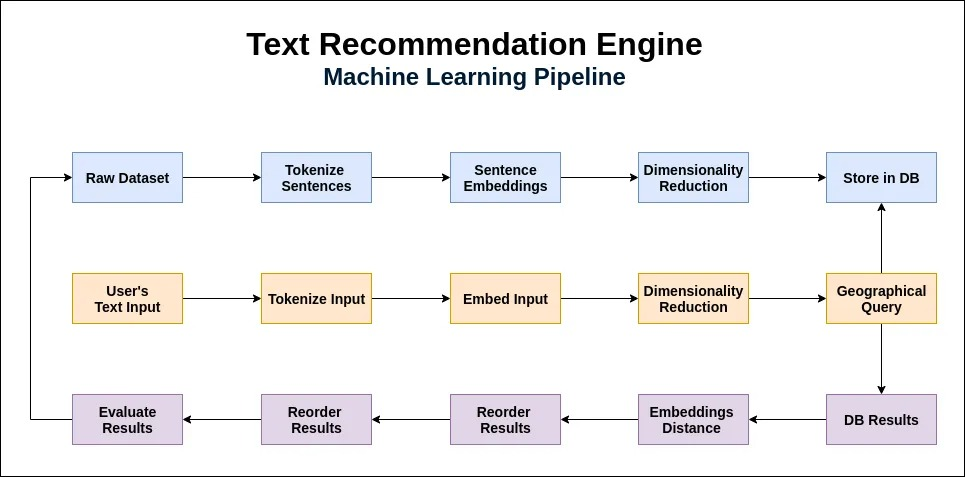 Text Recommendation Engine
Machine Learning Pipeline
Raw Dataset
Tokenize
Sentences
Sentence
Embeddings
Dimensionality
Reduction
Store in DB
User's
Text Input
Tokenize Input
Embed Input
Dimensionality
Reduction
Geographical
Query
Evaluate
Results
Reorder
Results
Reorder
Results
Embeddings
Distance
DB Results